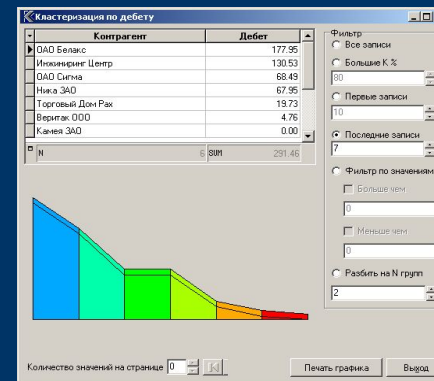 Кластеризация по дебету
Контрагент Дебет
ОАО Белакс 177.95
Инжиниринг Центр 130.53
ОАО Сигма 68.49
Ника ЗАО 67.95
Торговый Дом Рах 19.73
Веритак ООО 4.76
Камея ЗАО 0.00
N 6 SUM 291.46
Фильтр
Все записи
Большие К %
80
Первые записи
10
Последние записи
7
Фильтр по значениям
Больше чем
0
Меньше чем
0
Разбить на N групп
2
Количество значений на странице 0
Печать графика Выход